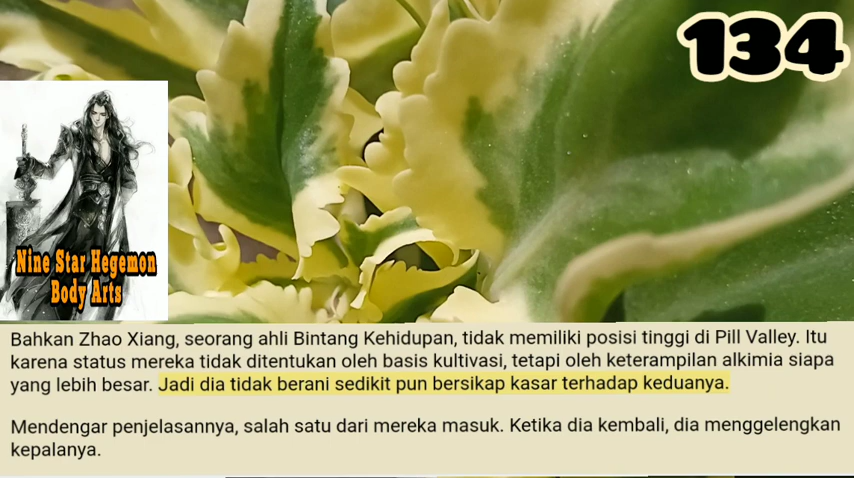 134
Nine Star Hegemon
Body Arts
Bahkan Zhao Xiang, seorang ahli Bintang Kehidupan, tidak memiliki posisi tinggi di Pill Valley. Itu
karena status mereka tidak ditentukan oleh basis kultivasi, tetapi oleh keterampilan alkimia siapa
yang lebih besar. Jadi dia tidak berani sedikit pun bersikap kasar terhadap keduanya.
Mendengar penjelasannya, salah satu dari mereka masuk. Ketika dia kembali, dia menggelengkan
kepalanya.